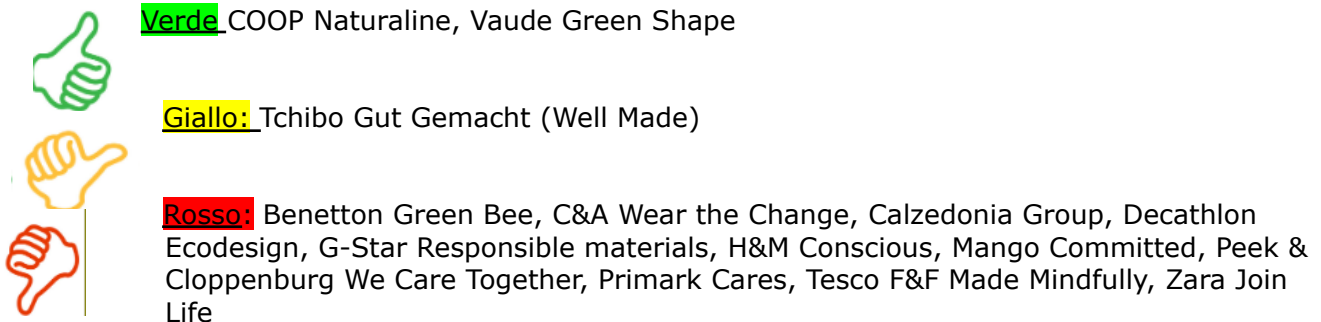 Verde COOP Naturaline, Vaude Green Shape
Giallo: Tchibo Gut Gemacht (Well Made)
Rosso: Benetton Green Bee, C&A Wear the Change, Calzedonia Group, Decathlon
Ecodesign, G-Star Responsible materials, H&M Conscious, Mango Committed, Peek &
Cloppenburg We Care Together, Primark Cares, Tesco F&F Made Mindfully, Zara Join
Life